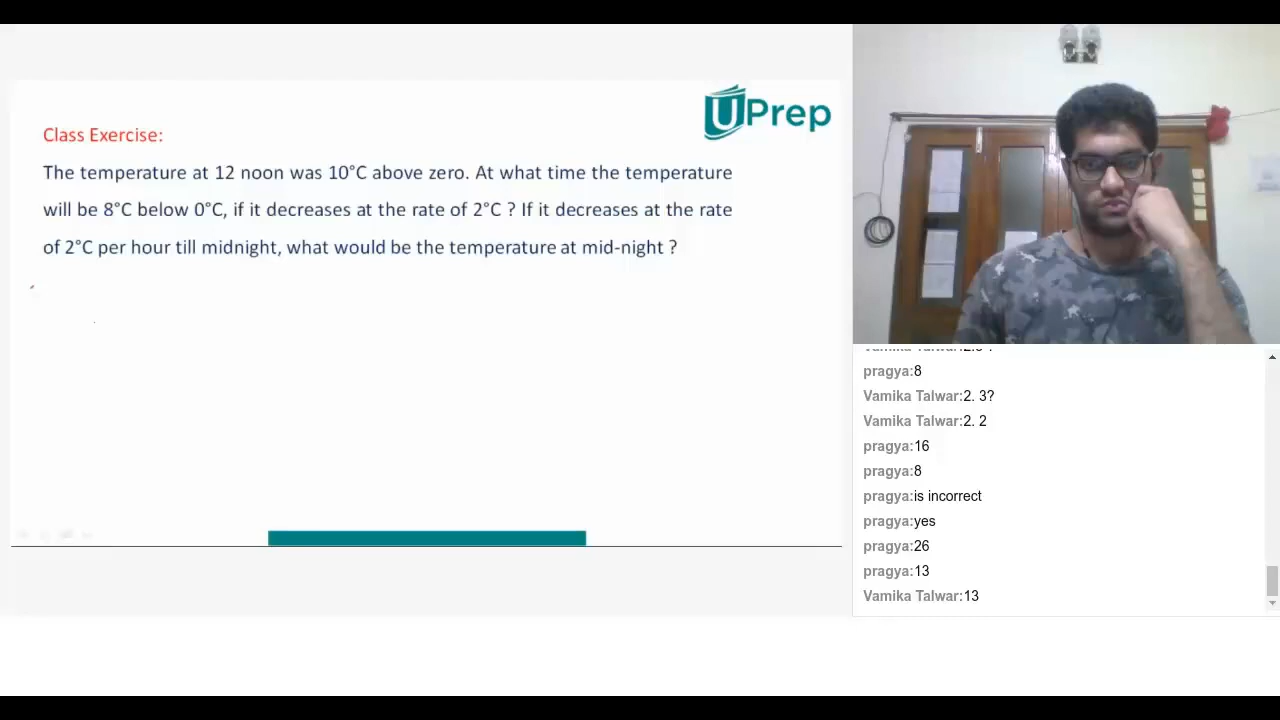 UPrep
Class Exercise:
The temperature at 12 noon was 10°C above zero. At what time the temperature
will be 8°C below 0°C, if it decreases at the rate of 2°C ? If it decreases at the rate
of 2°C per hour till midnight, what would be the temperature at mid-night ?
pragya:8
Vamika Talwar:2. 3?
Vamika Talwar:2. 2
pragya:16
pragya:8
pragya:is incorrect
pragya:yes
pragya:26
pragya:13
Vamika Talwar:13